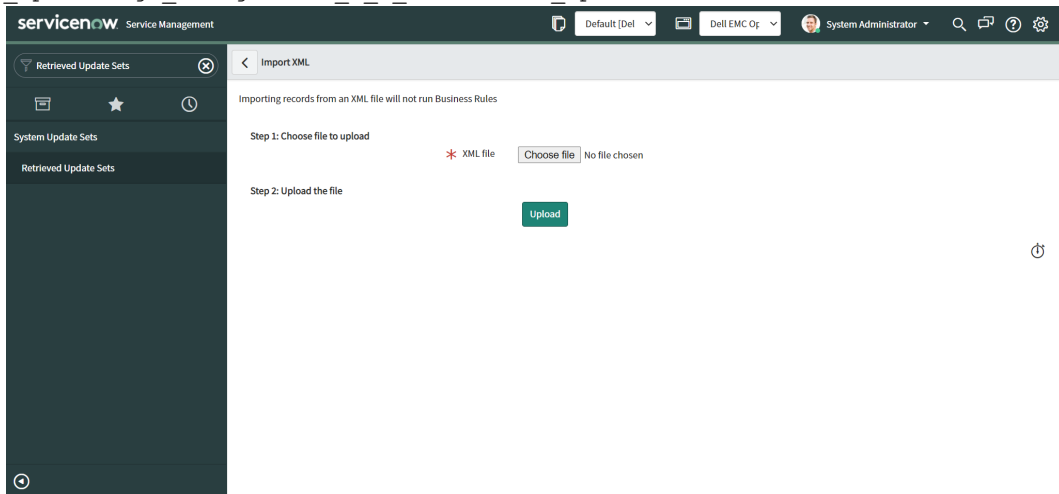 servicenow. Service Management
Default [Del
Dell EMC Op
System Administrator
Retrieved Update Sets
Import XML
Importing records from an XML file will not run Business Rules
System Update Sets
Step 1: Choose file to upload
XML file
Choose file No file chosen
Retrieved Update Sets
Step 2: Upload the file
Upload